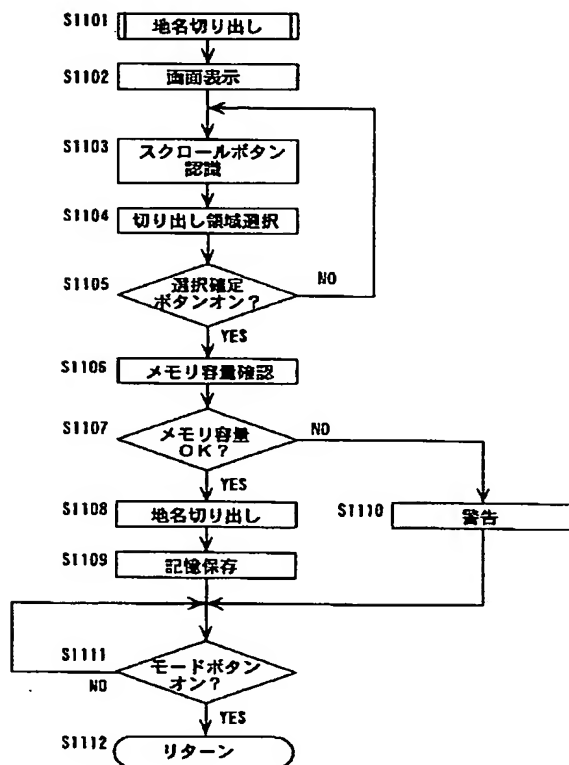 S1101
地名切り出し
S1102
画面表示
S1103
スクロールボタン
認識
S1104
切り出し領域選択
S1105
選択確定
ボタンオン？
NO
YES
S1106
メモリ容量確認
S1107
メモリ容量
OK？
NO
YES
S1108
地名切り出し
S1110
警告
S1109
記憶保存
S1111
モードボタン
オン？
NO
YES
S1112
リターン